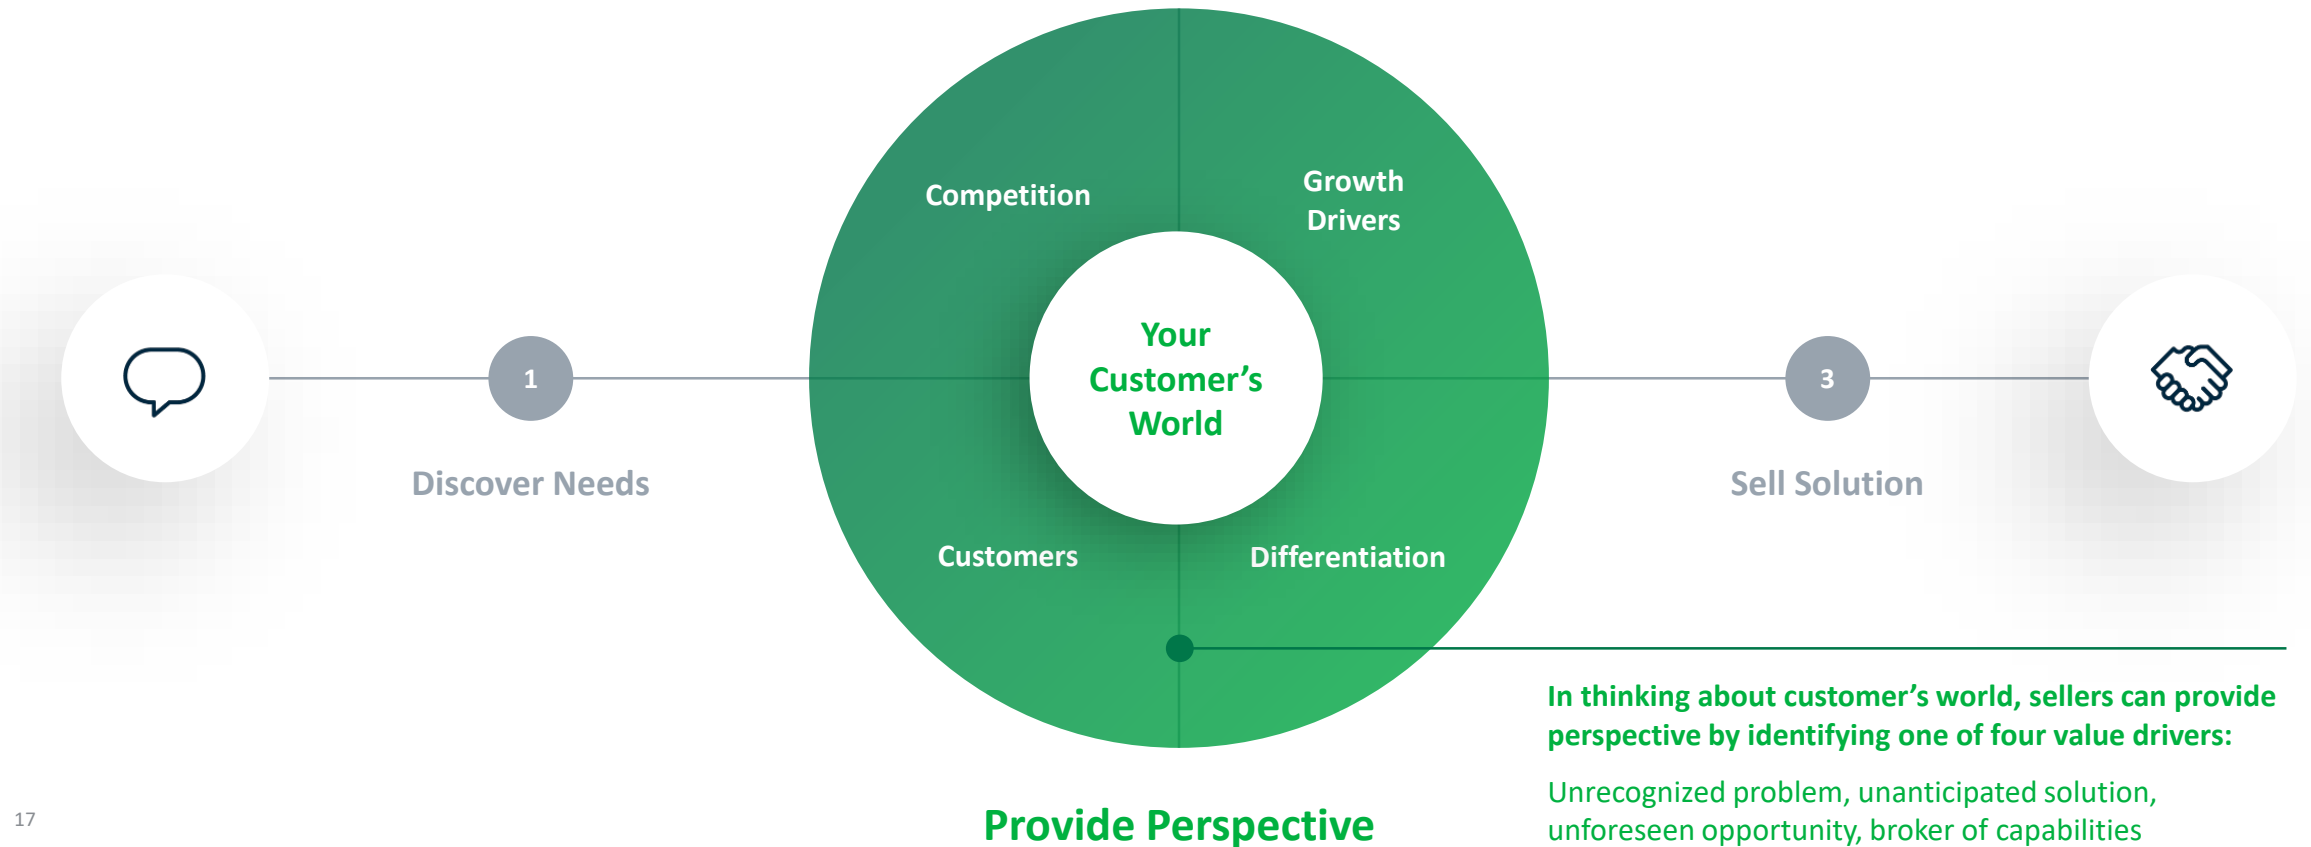 1
Discover Needs
Competition
Growth
Drivers
Your
Customer’s
World
Customers
Differentiation
Provide Perspective
3
Sell Solution
In thinking about customer’s world, sellers can provide
perspective by identifying one of four value drivers:
Unrecognized problem, unanticipated solution,
unforeseen opportunity, broker of capabilities
17